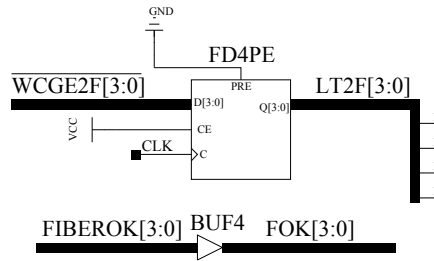 GND
FD4PE
PRE
WCGE2F[3:0]
LT2F[3:0]
D[3:0]
Q[3:0]
VCC
CE
CLK
C
FIBEROK[3:0]
BUF4
FOK[3:0]